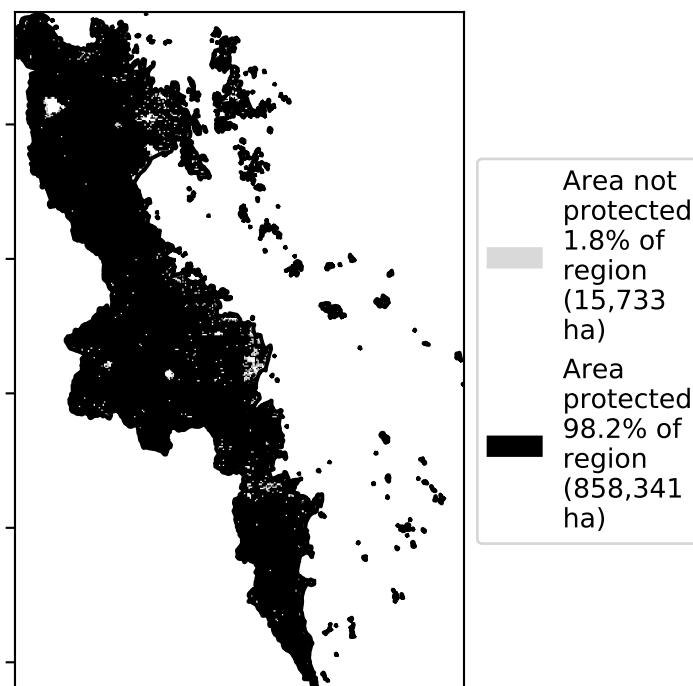 Area not
protected
1.8% of
region
(15,733
ha)
Area
protected
98.2% of
region
(858,341
ha)